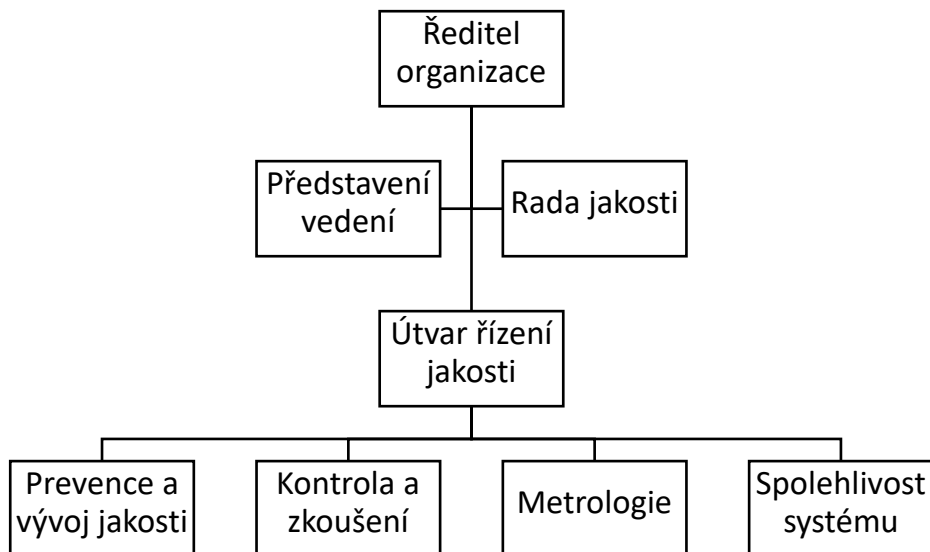 Ředitel
organizace
Představení
vedení
Rada jakosti
Útvar řízení
jakosti
Prevence a
vývoj jakosti
Kontrola a
zkoušení
Metrologie
Spolehlivost
systému